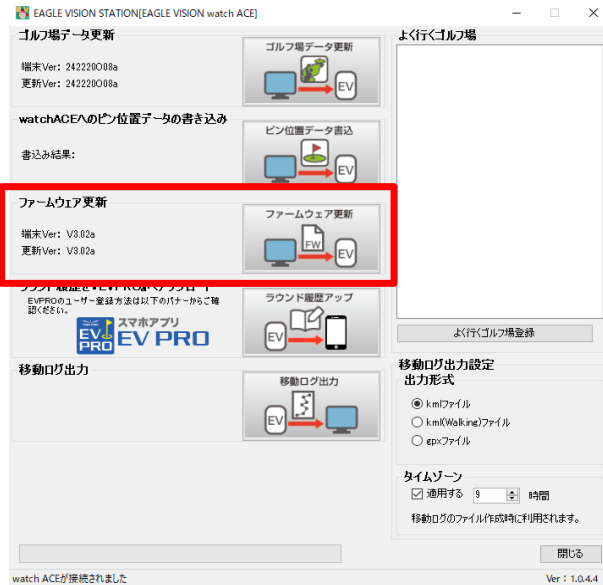 EAGLE VISION STATION[EAGLE VISION watch ACE]
ゴルフ場データ更新
端末Ver: 242220O08a
更新Ver: 242220O08a
ゴルフ場データ更新
EV
watchACEへのピン位置データの書き込み
書込み結果:
ピン位置データ書込
EV
ファームウェア更新
端末Ver: V3.02a
更新Ver: V3.02a
ファームウェア更新
FW
EV
EVPROのユーザー登録方法は以下のバナーからご確
認ください。
EV
PRO
スマホアプリ
EV PRO
ラウンド履歴アップ
EV
移動ログ出力
移動ログ出力
EV
よく行くゴルフ場
よく行くゴルフ場登録
移動ログ出力設定
出力形式
kmlファイル
kml(Walking)ファイル
gpxファイル
タイムゾーン
適用する 9 時間
移動ログのファイル作成時に利用されます。
閉じる
watch ACEが接続されました
Ver : 1.0.4.4